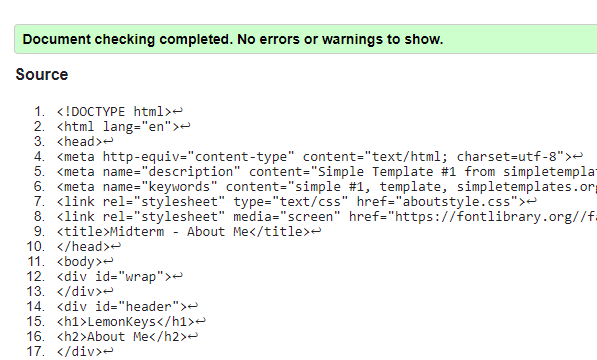 Document checking completed. No errors or warnings to show.
Source
1. <!DOCTYPE html>↩
2. <html lang="en">↩
3. <head>↩
4. <meta http-equiv="content-type" content="text/html; charset=utf-8">↩
5. <meta name="description" content="Simple Template #1 from simpletempla
6. <meta name="keywords" content="simple #1, template, simpletemplates.org
7. <link rel="stylesheet" type="text/css" href="aboutstyle.css">↩
8. <link rel="stylesheet" media="screen" href="https://fontlibrary.org//fa
9. <title>Midterm - About Me</title>↩
10. </head>↩
11. <body>↩
12. <div id="wrap">↩
13. </div>↩
14. <div id="header">↩
15. <h1>LemonKeys</h1>↩
16. <h2>About Me</h2>↩
17. </div>↩